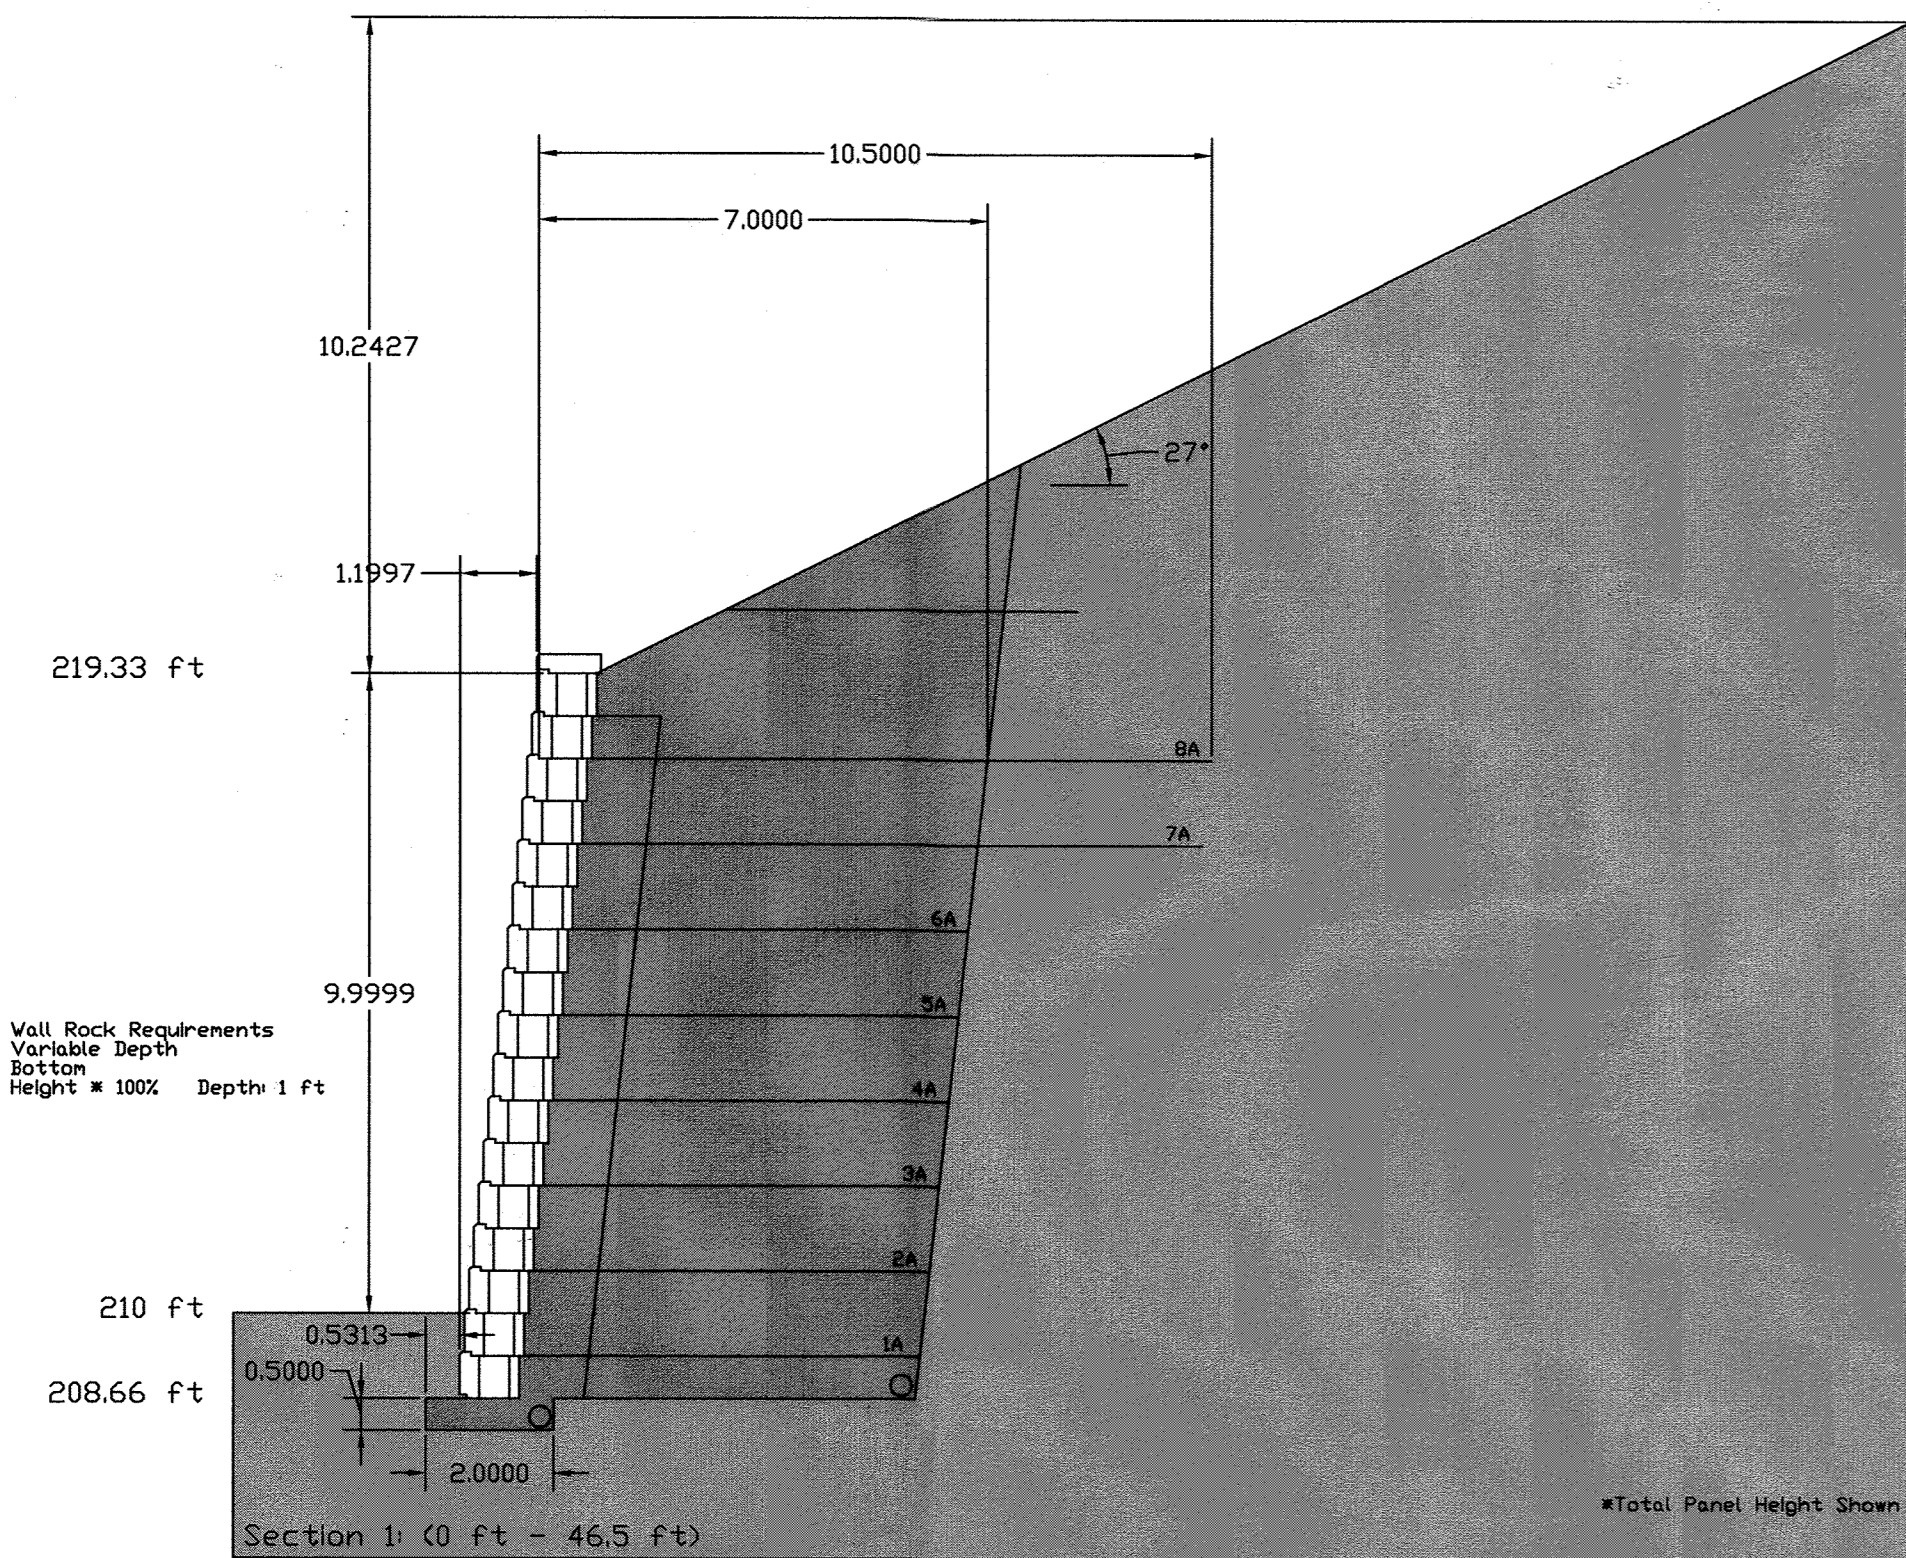 10.5000
7.0000
10.2427
27°
1.1997
219.33 ft
8A
7A
6A
9.9999
5A
Wall Rock Requirements
Variable Depth
Bottom
Height * 100% Depth: 1 ft
4A
3A
2A
210 ft
0.5313
1A
0.5000
208.66 ft
2.0000
*Total Panel Height Shown
Section 1: (0 ft - 46.5 ft)